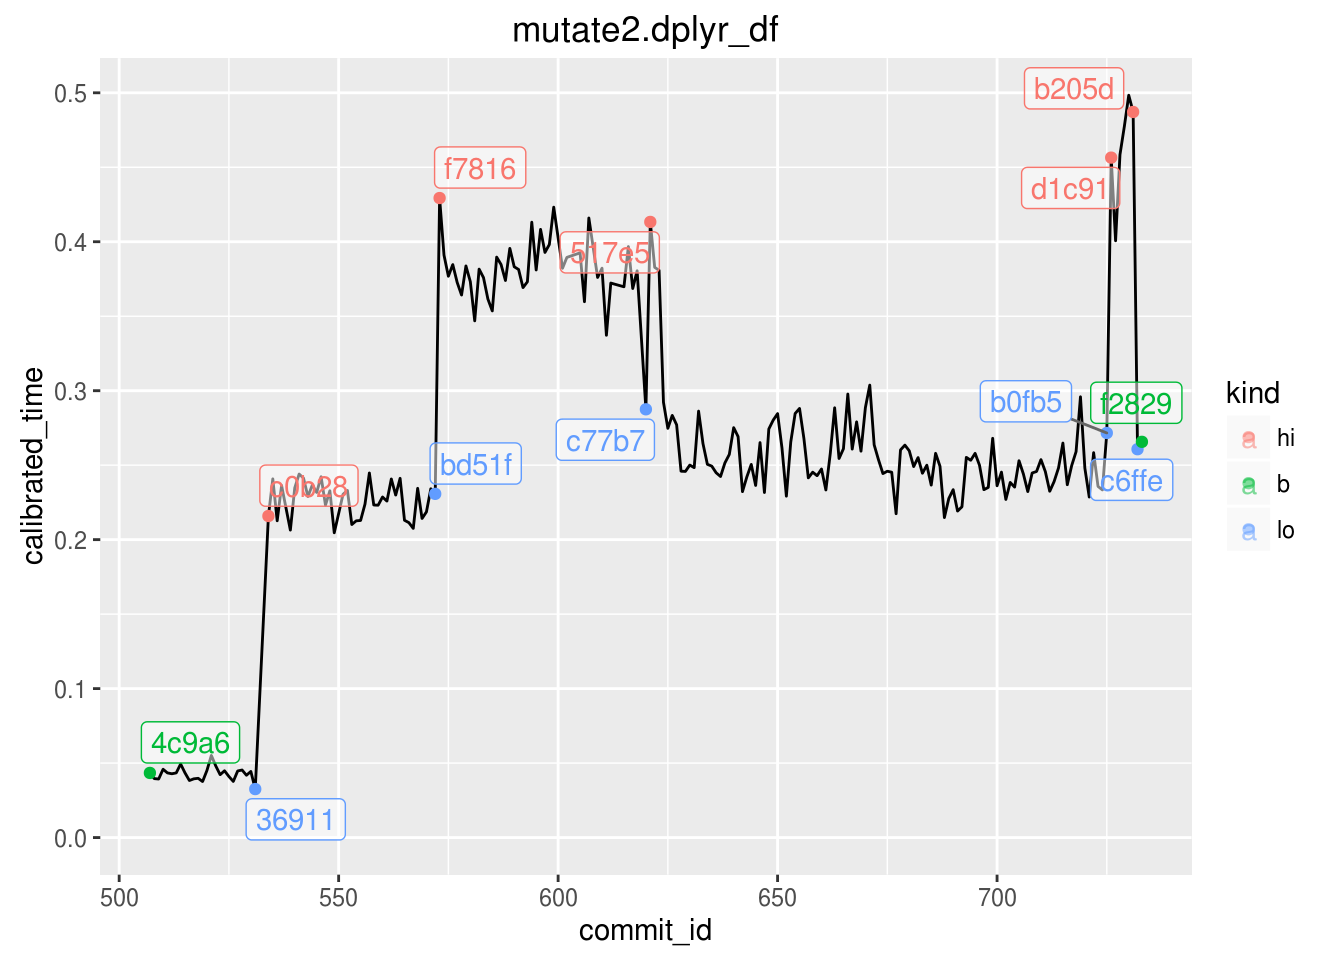 mutate2.dplyr_df
calibrated_time
0.5
0.4
0.3
0.2
0.1
0.0
b205d
f7816
d1c91
517e5
b0fb5
f2829
c77b7
bd51f
c6ffe
c0b28
4c9a6
36911
500
550
600
650
700
commit_id
kind
a hi
a b
a lo